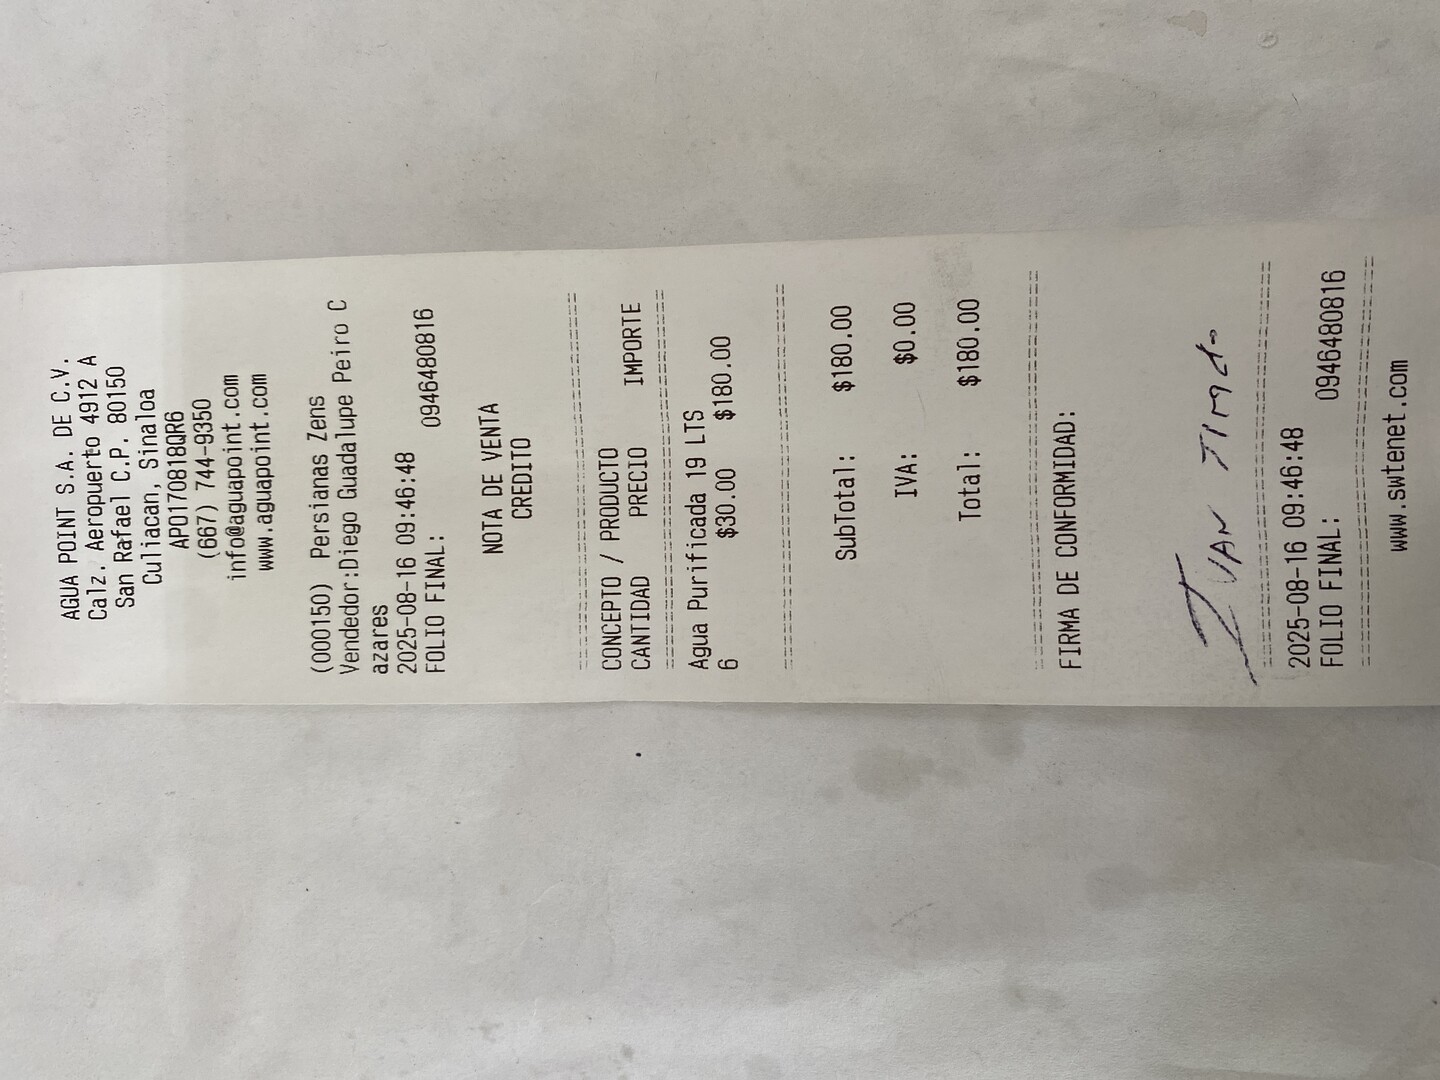 AGUA POINT S.A. DE C.V.
Calz. Aeropuerto 4912 A
San Rafael C.P. 80150
Culiacan, Sinaloa
APO170818QR6
(667) 744-9350
info@aguapoint.com
www.aguapoint.com
(000150) Persianas Zens
Vendedor:Diego Guadalupe Peiro C
azares
2025-08-16 09:46:48
FOLIO FINAL: 0946480816
NOTA DE VENTA
CREDITO
CONCEPTO / PRODUCTO
CANTIDAD PRECIO IMPORTE
Agua Purificada 19 LTS
6 $30.00 $180.00
SubTotal: $180.00
IVA: $0.00
Total: $180.00
FIRMA DE CONFORMIDAD:
IVAN
2025-08-16 09:46:48
FOLIO FINAL: 0946480816
www.swtenet.com